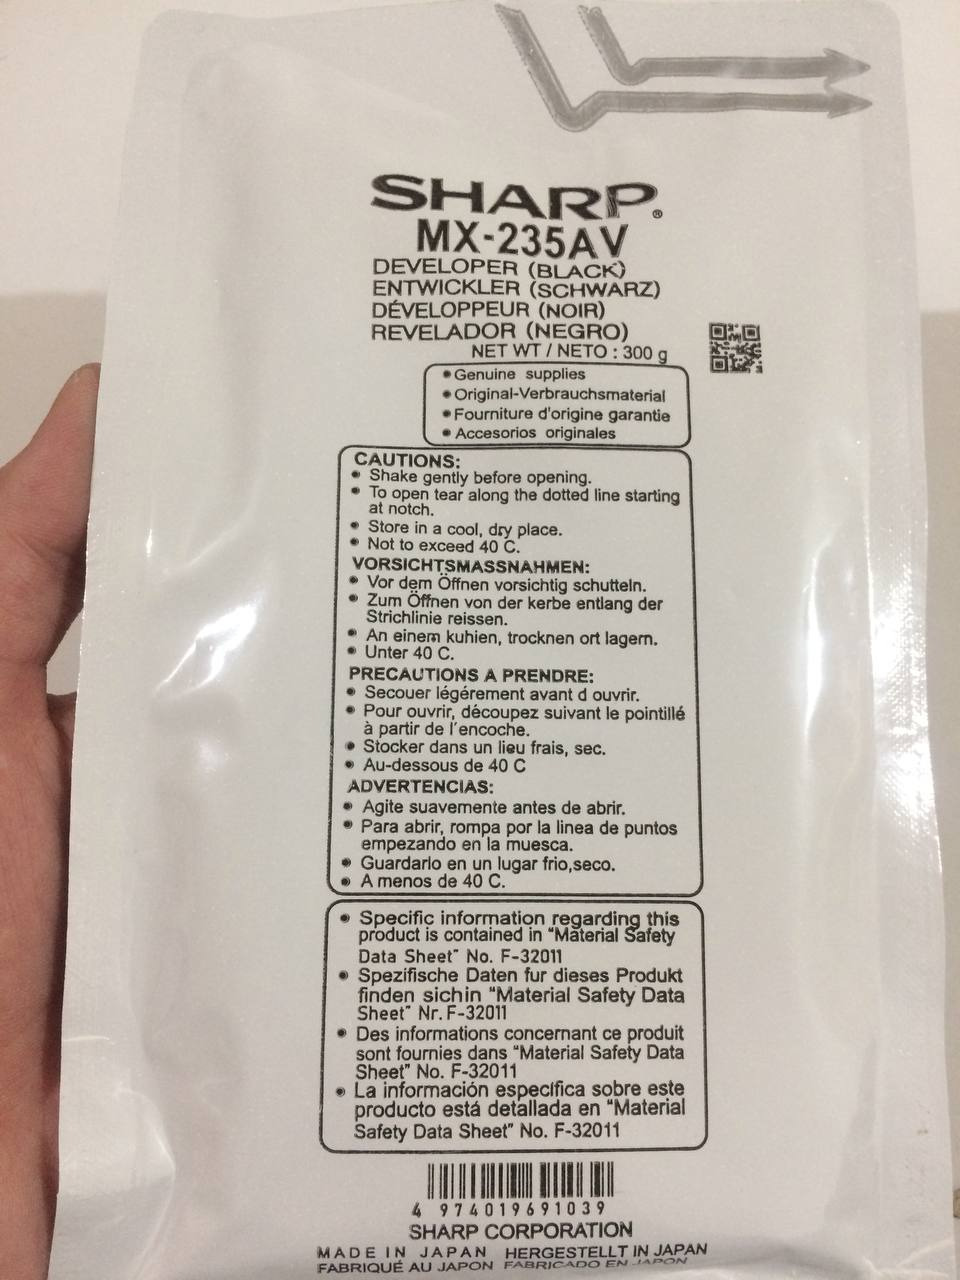 SHARP®
MX-235AV
DEVELOPER (BLACK)
ENTWICKLER (SCHWARZ)
DÉVELOPPEUR (NOIR)
REVELADOR (NEGRO)
NET WT / NETO : 300 g
• Genuine supplies
• Original-Verbrauchsmaterial
• Fourniture d'origine garantie
• Accesorios originales
CAUTIONS:
• Shake gently before opening.
• To open tear along the dotted line starting
at notch.
• Store in a cool, dry place.
• Not to exceed 40 C.
VORSICHTSMASSNAHMEN:
• Vor dem Öffnen vorsichtig schutteln.
• Zum Öffnen von der kerbe entlang der
Strichlinie reissen.
• An einem kuhien, trocknen ort lagern.
• Unter 40 C.
PRECAUTIONS A PRENDRE:
• Secouer légérement avant d ouvrir.
• Pour ouvrir, découpez suivant le pointillé
à partir de l'encoche.
• Stocker dans un lieu frais, sec.
• Au-dessous de 40 C
ADVERTENCIAS:
• Agite suavemente antes de abrir.
• Para abrir, rompa por la linea de puntos
empezando en la muesca.
• Guardarlo en un lugar frio,seco.
• A menos de 40 C.
• Specific information regarding this
product is contained in "Material Safety
Data Sheet" No. F-32011
• Spezifische Daten fur dieses Produkt
finden sichin "Material Safety Data
Sheet" Nr. F-32011
• Des informations concernant ce produit
sont fournies dans "Material Safety Data
Sheet" No. F-32011
• La información específica sobre este
producto está detallada en "Material
Safety Data Sheet" No. F-32011
4 974019691039
SHARP CORPORATION
MADE IN JAPAN HERGESTELLT IN JAPAN
FABRIQUÉ AU JAPON FABRICADO EN JAPON